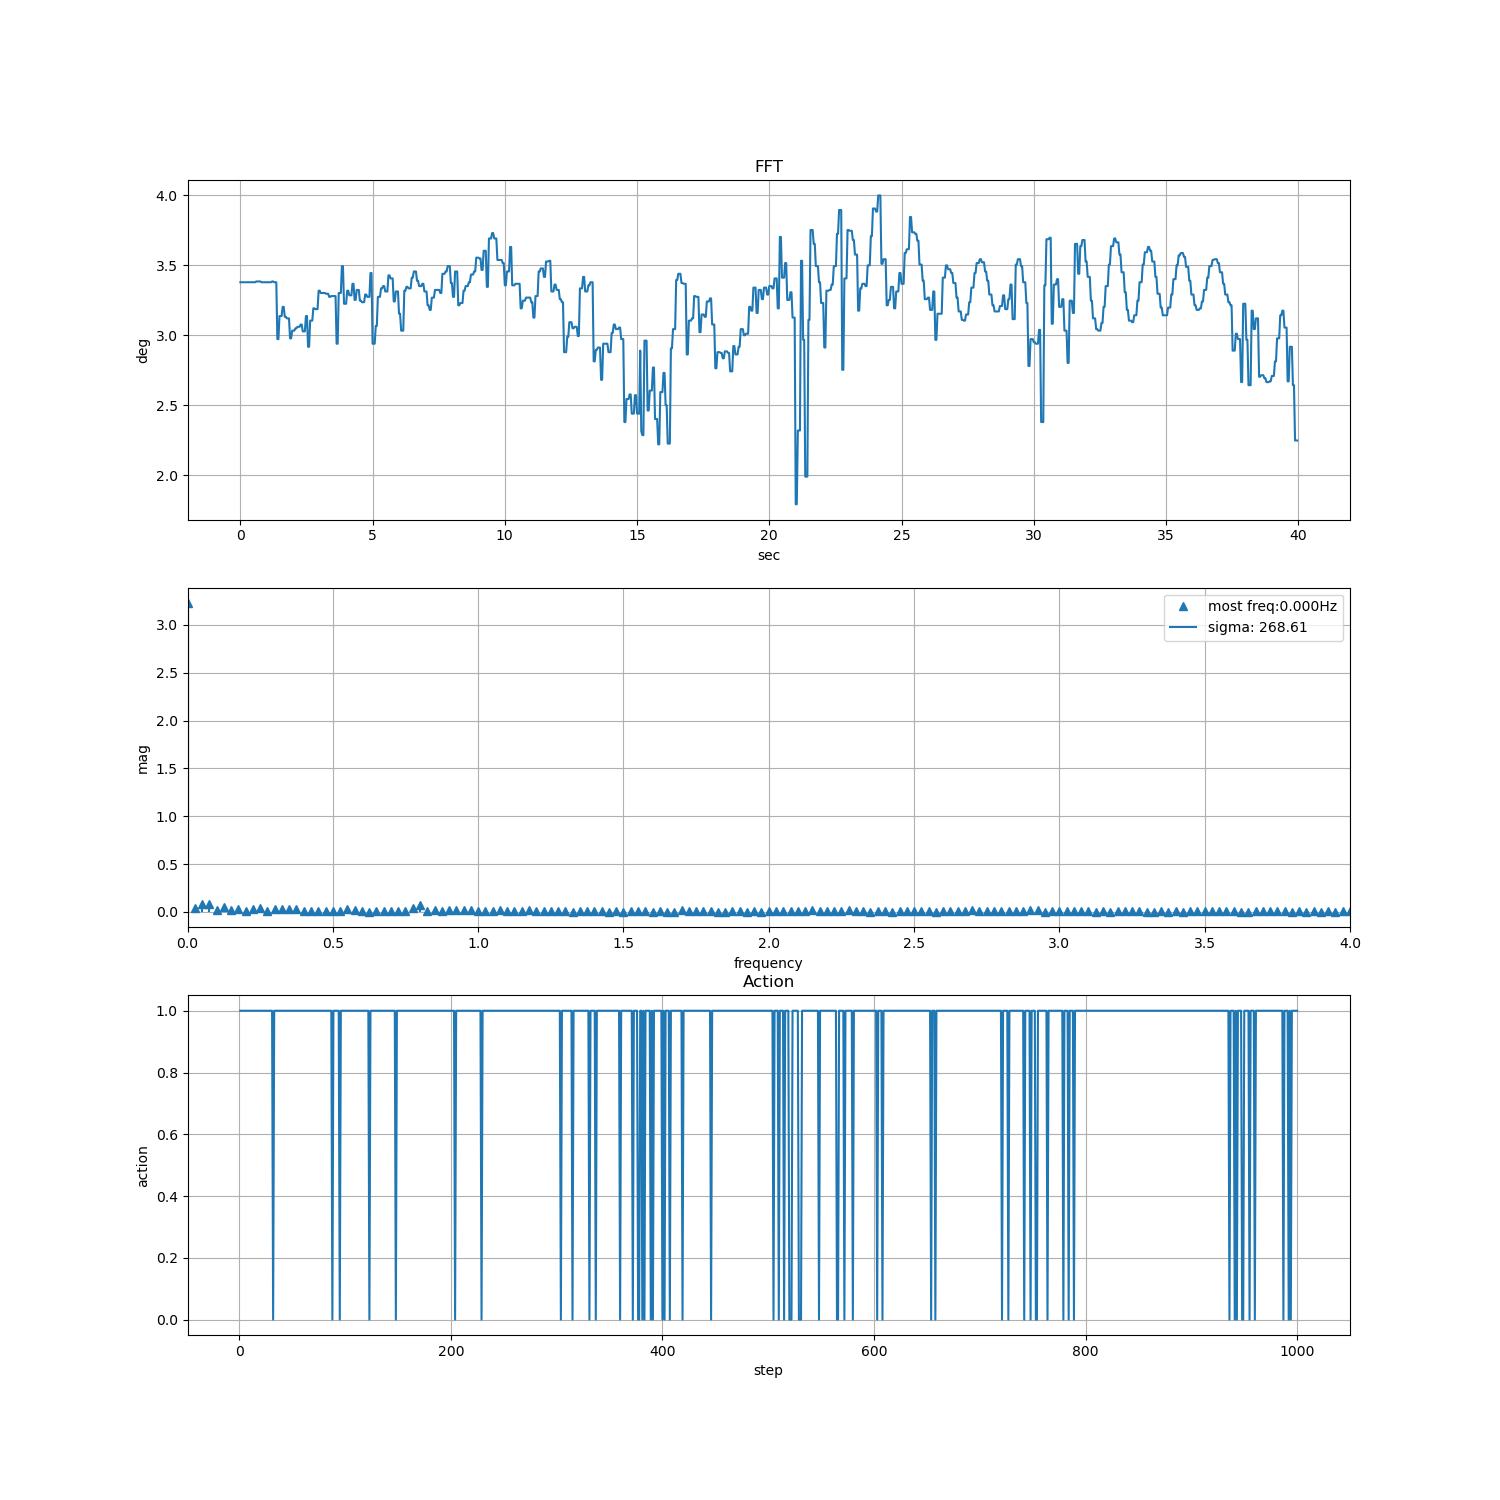 FFT
4.0
3.5
3.0
2.5
2.0
deg
0 5 10 15 20 25 30 35 40
sec
most freq:0.000Hz
sigma: 268.61
3.0
2.5
2.0
1.5
1.0
0.5
0.0
mag
0.0 0.5 1.0 1.5 2.0 2.5 3.0 3.5 4.0
frequency
Action
1.0
0.8
0.6
0.4
0.2
0.0
action
0 200 400 600 800 1000
step